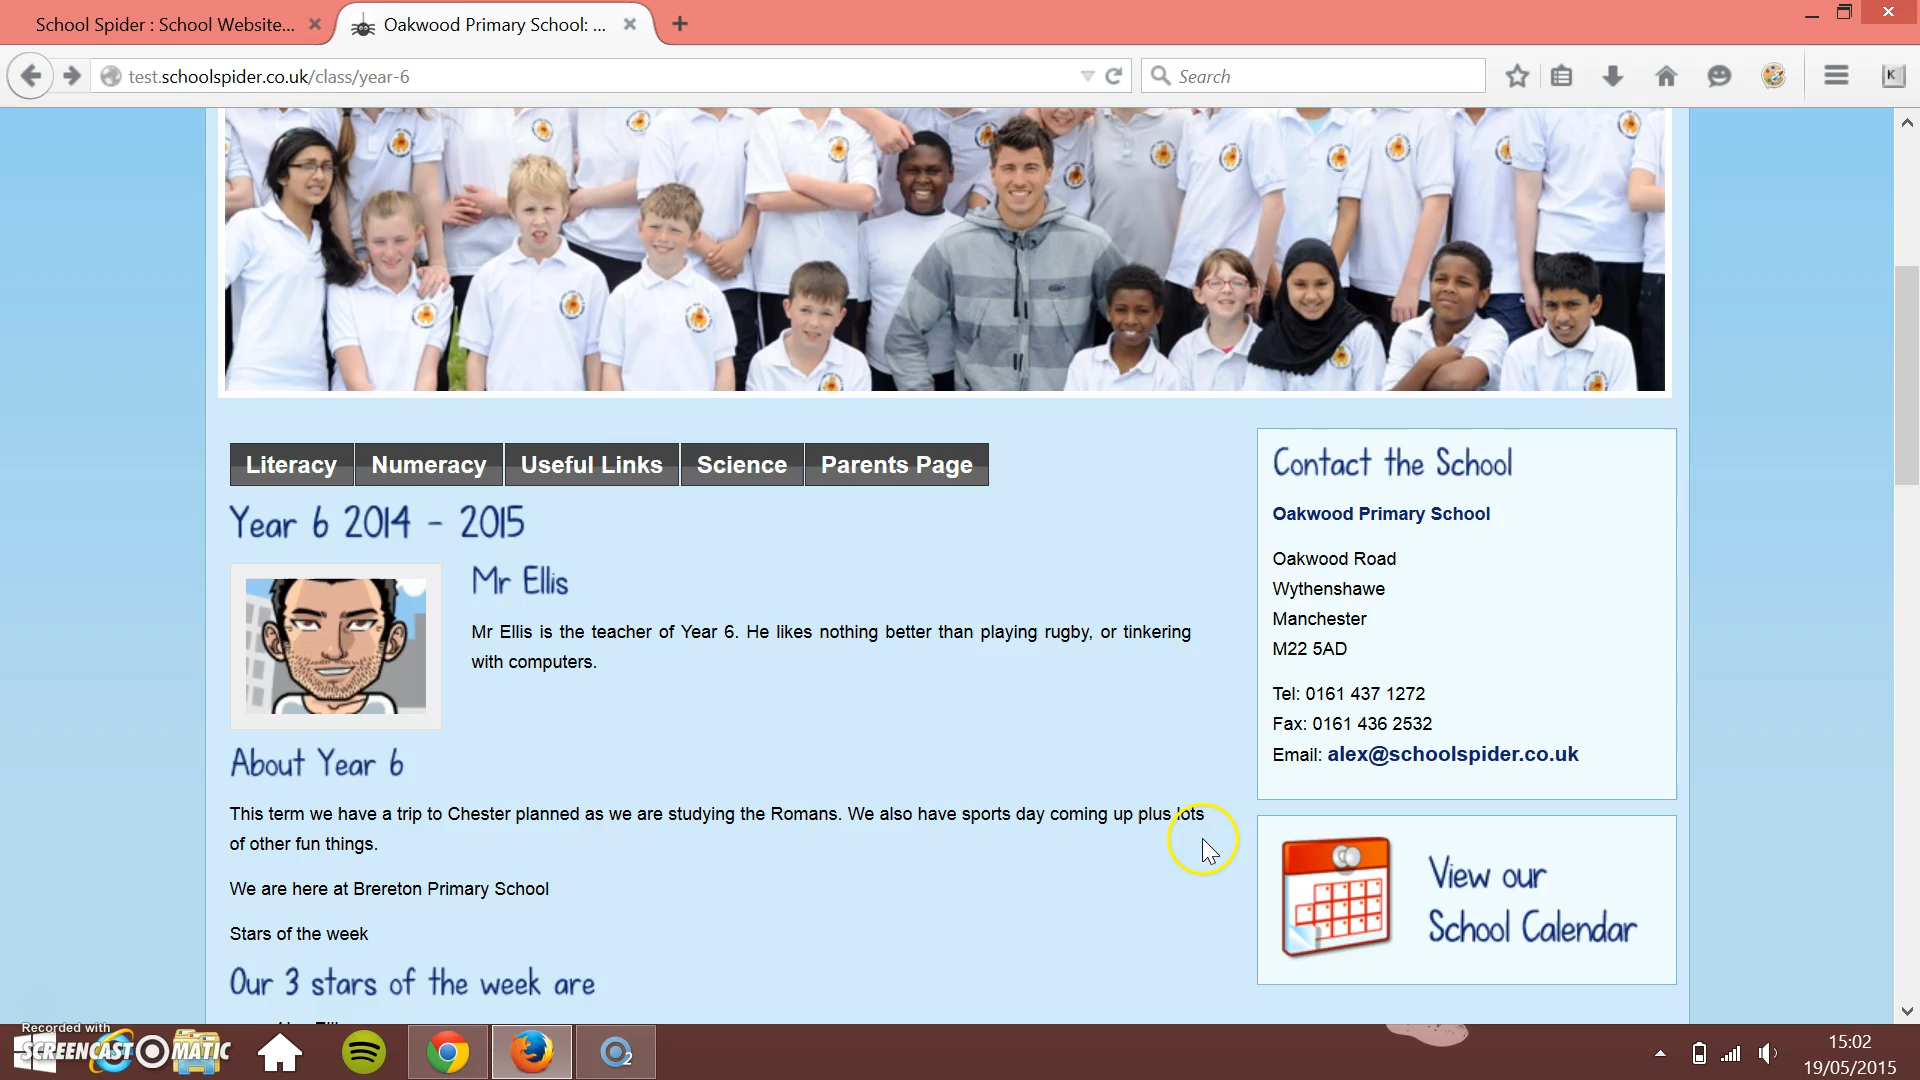 School Spider : School Website...
Oakwood Primary School: ...
test.schoolspider.co.uk/class/year-6
Search
K
Literacy
Numeracy
Useful Links
Science
Parents Page
Year 6 2014 - 2015
Mr Ellis
Mr Ellis is the teacher of Year 6. He likes nothing better than playing rugby, or tinkering
with computers.
About Year 6
This term we have a trip to Chester planned as we are studying the Romans. We also have sports day coming up plus lots
of other fun things.
We are here at Brereton Primary School
Stars of the week
Our 3 stars of the week are
Contact the School
Oakwood Primary School
Oakwood Road
Wythenshawe
Manchester
M22 5AD
Tel: 0161 437 1272
Fax: 0161 436 2532
Email: alex@schoolspider.co.uk
View our
School Calendar
Recorded with
SCREENCAST MATIC
2
15:02
19/05/2015